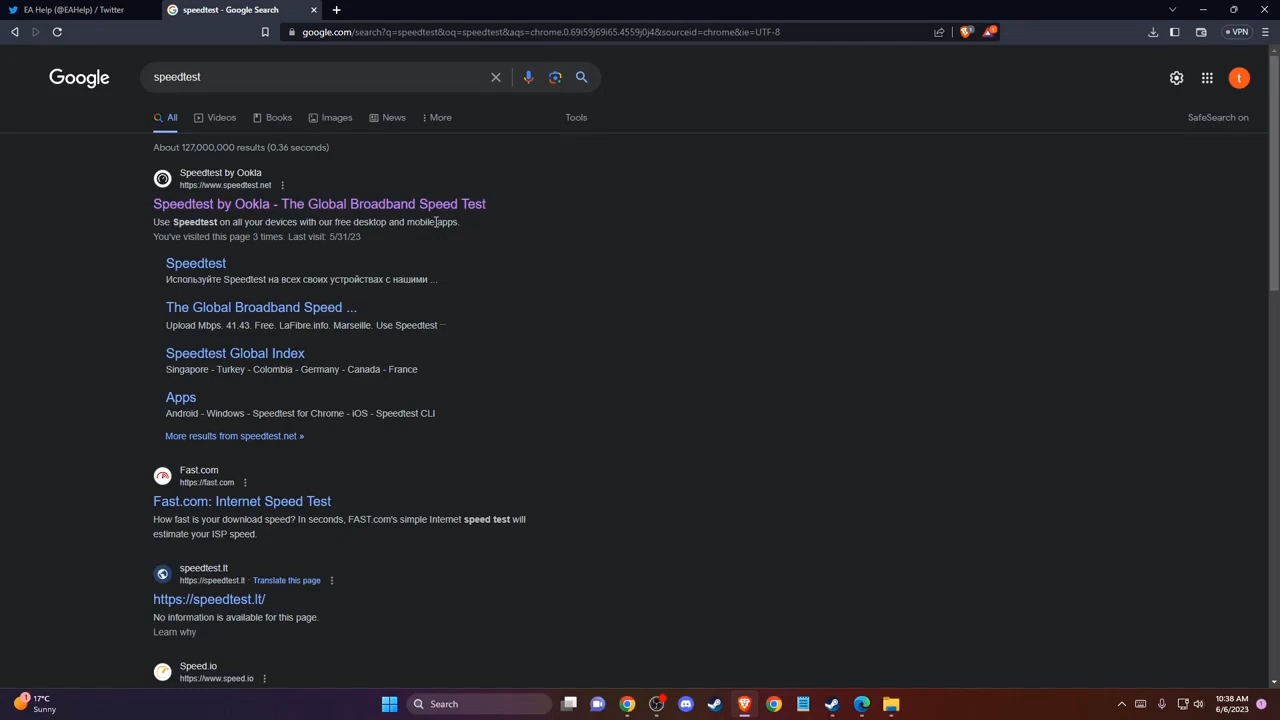 EA Help (@EAHelp) / Twitter
speedtest - Google Search
google.com/search?q=speedtest&oq=speedtest&aqs=chrome.0.69i59j69i65.4559j0j4&sourceid=chrome&ie=UTF-8
1
VPN
Google
speedtest
t
All
Videos
Books
Images
News
More
Tools
SafeSearch on
About 127,000,000 results (0.36 seconds)
Speedtest by Ookla
https://www.speedtest.net
Speedtest by Ookla - The Global Broadband Speed Test
Use Speedtest on all your devices with our free desktop and mobile apps.
You've visited this page 3 times. Last visit: 5/31/23
Speedtest
Используйте Speedtest на всех своих устройствах с нашими ...
The Global Broadband Speed ...
Upload Mbps. 41.43. Free. LaFibre.info. Marseille. Use Speedtest ...
Speedtest Global Index
Singapore - Turkey - Colombia - Germany - Canada - France
Apps
Android - Windows - Speedtest for Chrome - iOS - Speedtest CLI
More results from speedtest.net »
Fast.com
https://fast.com
Fast.com: Internet Speed Test
How fast is your download speed? In seconds, FAST.com's simple Internet speed test will
estimate your ISP speed.
speedtest.lt
https://speedtest.lt · Translate this page
https://speedtest.lt/
No information is available for this page.
Learn why
Speed.io
https://www.speed.io
1
17°C
Sunny
Search
10:38 AM
6/6/2023